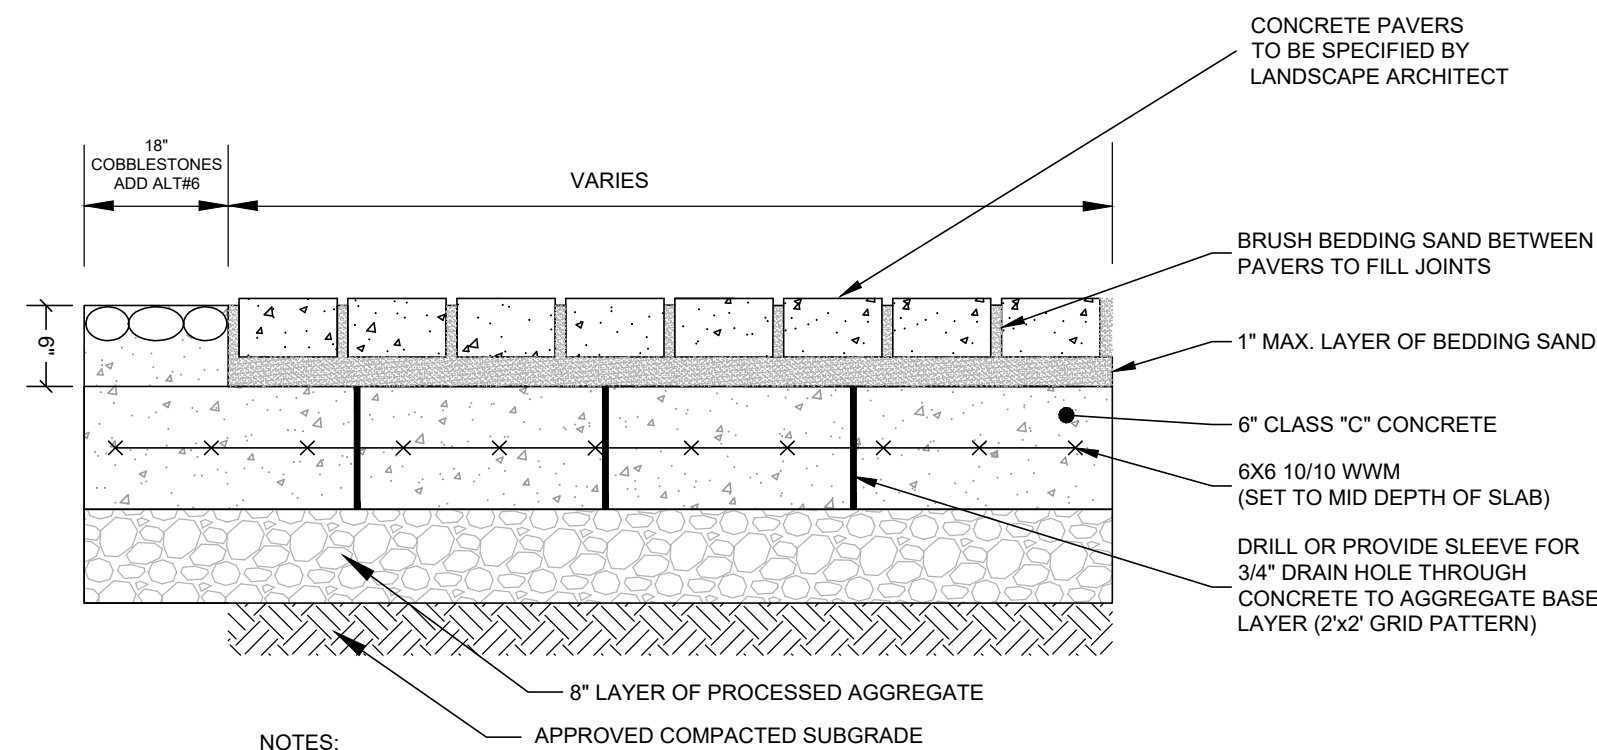 CONCRETE PAVERS
TO BE SPECIFIED BY
LANDSCAPE ARCHITECT
18"
COBBLESTONES
ADD ALT#6
VARIES
BRUSH BEDDING SAND BETWEEN
PAVERS TO FILL JOINTS
6"
1" MAX. LAYER OF BEDDING SAND
6" CLASS "C" CONCRETE
6X6 10/10 WWM
(SET TO MID DEPTH OF SLAB)
DRILL OR PROVIDE SLEEVE FOR
3/4" DRAIN HOLE THROUGH
CONCRETE TO AGGREGATE BASE
LAYER (2'x2' GRID PATTERN)
8" LAYER OF PROCESSED AGGREGATE
APPROVED COMPACTED SUBGRADE
NOTES: